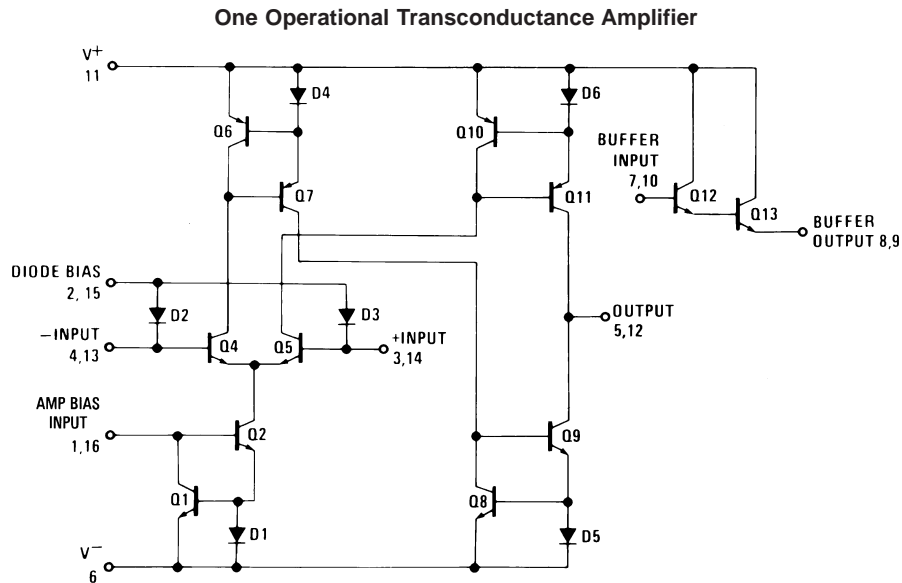 One Operational Transconductance Amplifier
V+
11
D4
D6
Q6
Q10
BUFFER
INPUT
7,10
Q7
Q11
Q12
Q13
BUFFER
OUTPUT 8,9
DIODE BIAS
2, 15
D2
D3
OUTPUT
5,12
—INPUT
4,13
Q4
Q5
+INPUT
3,14
AMP BIAS
INPUT
1,16
Q2
Q9
Q1
D1
Q8
D5
V—
6